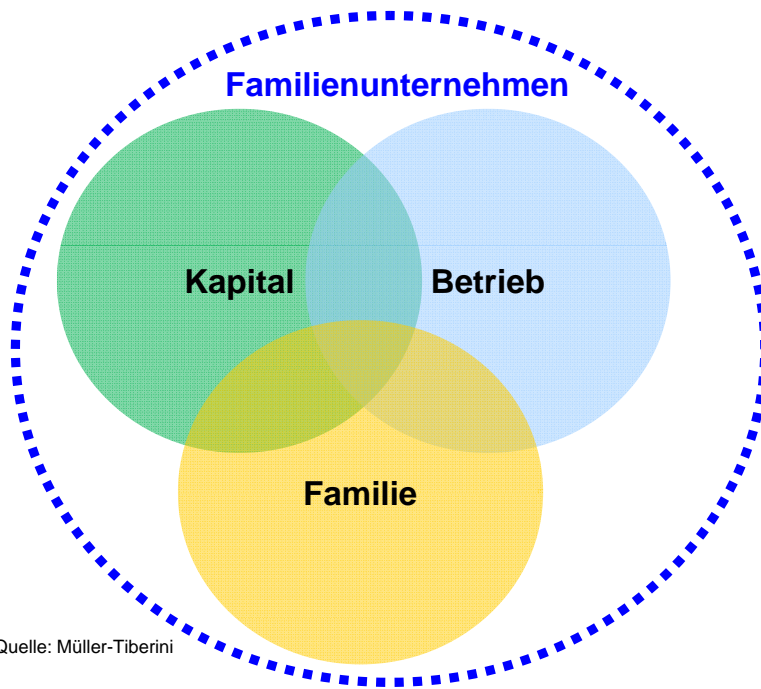 Familienunternehmen
Kapital
Betrieb
Familie
Quelle: Müller-Tiberini